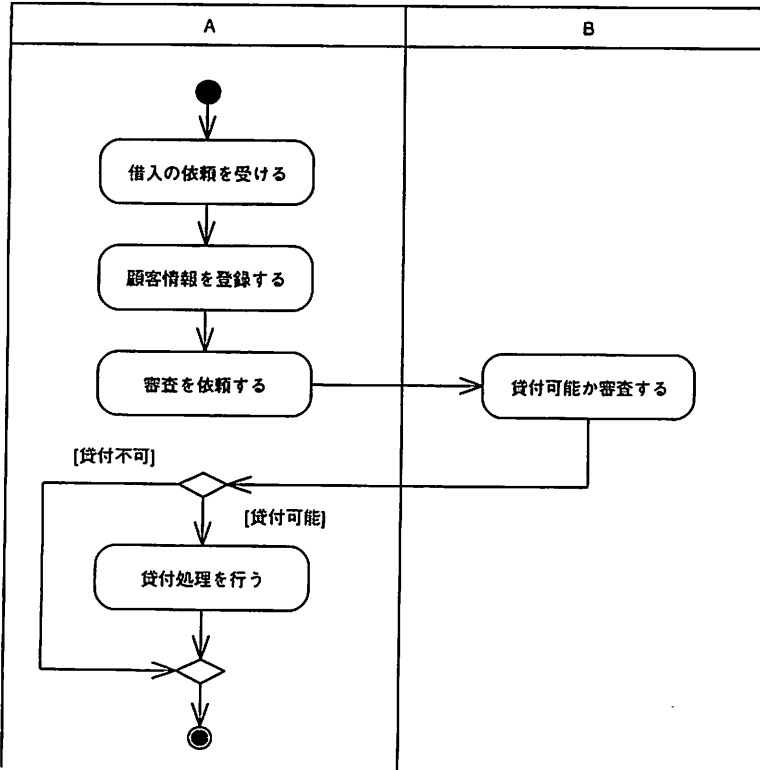 A
B
借入の依頼を受ける
顧客情報を登録する
審査を依頼する
貸付可能か審査する
[貸付不可]
[貸付可能]
貸付処理を行う